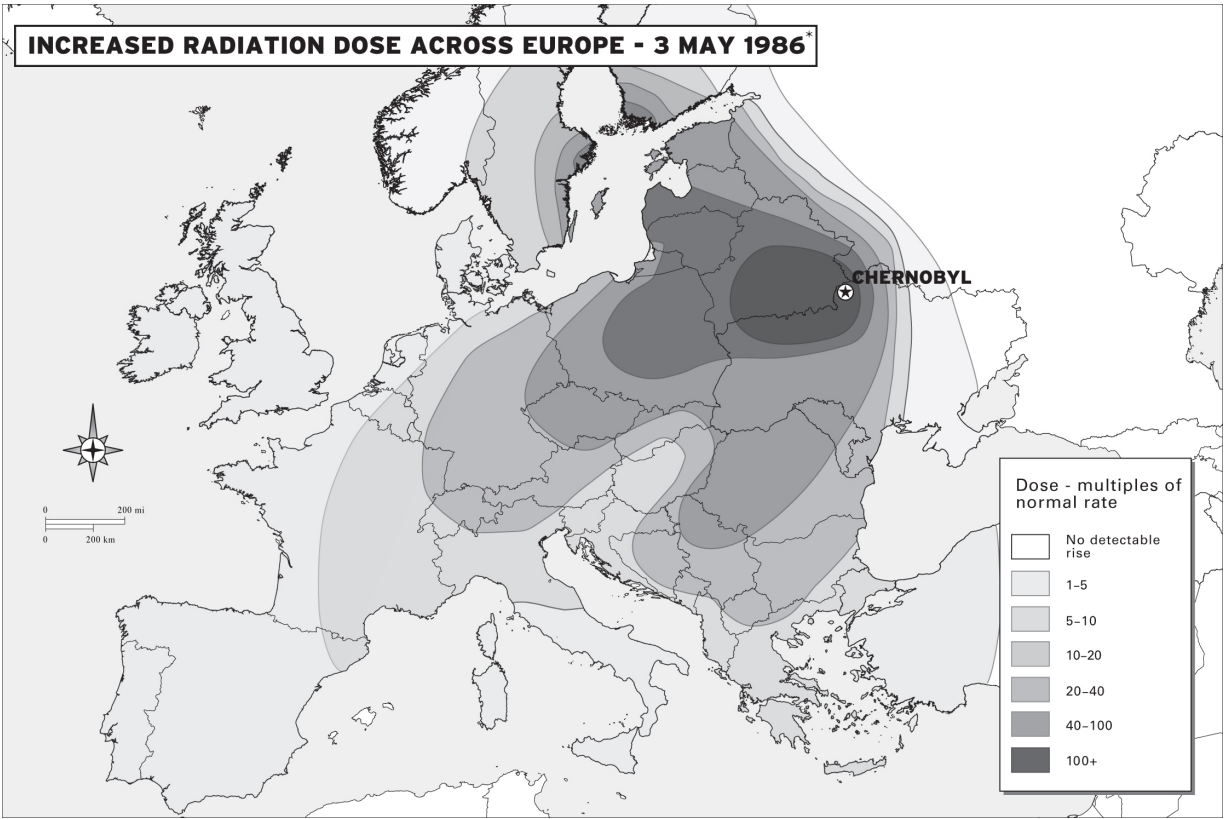 INCREASED RADIATION DOSE ACROSS EUROPE - 3 MAY 1986*
CHERNOBYL
0 200 mi
0 200 km
Dose - multiples of
normal rate
No detectable
rise
1–5
5–10
10–20
20–40
40–100
100+